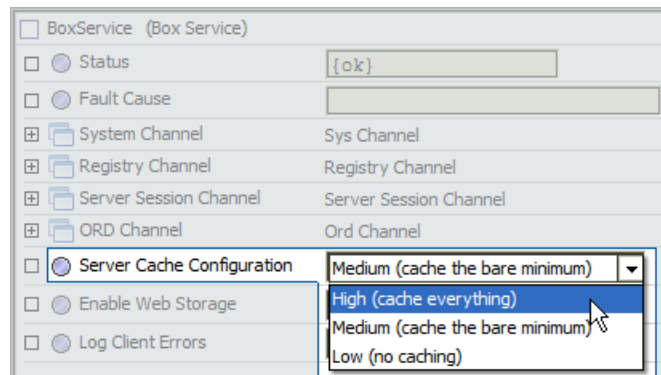 BoxService (Box Service)
Status {ok}
Fault Cause
System Channel Sys Channel
Registry Channel Registry Channel
Server Session Channel Server Session Channel
ORD Channel Ord Channel
Server Cache Configuration Medium (cache the bare minimum)
High (cache everything)
Enable Web Storage Medium (cache the bare minimum)
Log Client Errors Low (no caching)